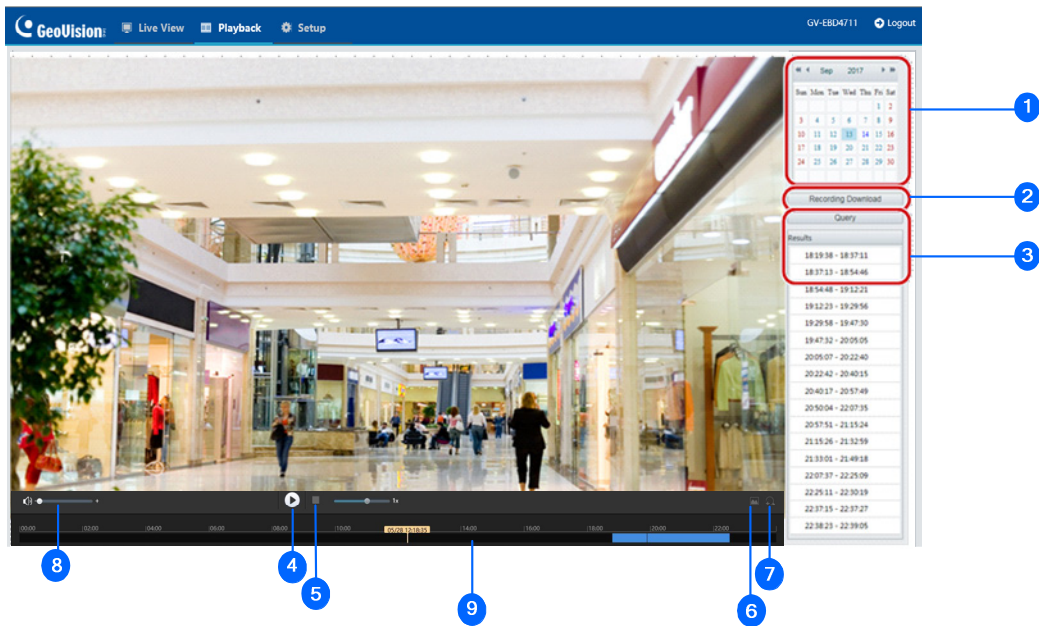 GeoVision
Live View
Playback
Setup
GV-EBD4711
Logout
Sep 2017
Sun Mon Tue Wed Thu Fri Sat
1 2
3 4 5 6 7 8 9
10 11 12 13 14 15 16
17 18 19 20 21 22 23
24 25 26 27 28 29 30
1
Recording Download
2
Query
Results
3
18:19:38 - 18:37:11
18:37:13 - 18:54:46
18:54:48 - 19:12:21
19:12:23 - 19:29:56
19:29:58 - 19:47:30
19:47:32 - 20:05:05
20:05:07 - 20:22:40
20:22:42 - 20:40:15
20:40:17 - 20:57:49
20:50:04 - 22:07:35
20:57:51 - 21:15:24
21:15:26 - 21:32:59
21:33:01 - 21:49:18
22:07:37 - 22:25:09
22:25:11 - 22:30:19
22:37:15 - 22:37:27
22:38:23 - 22:39:05
- +
1x
00:00 02:00 04:00 06:00 08:00 10:00 05/28 12:18:35 14:00 16:00 18:00 20:00 22:00
8
4
5
9
6
7